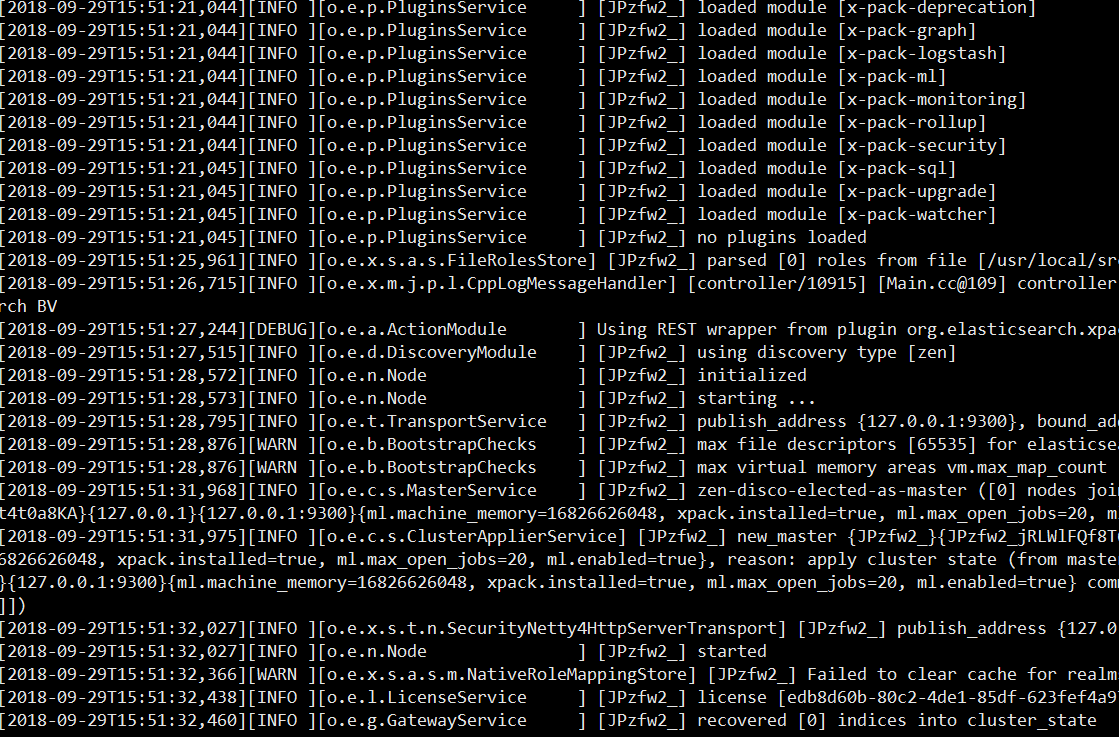 [2018-09-29T15:51:21,044][INFO ][o.e.p.PluginsService     ] [JPzfw2_] loaded module [x-pack-deprecation]
[2018-09-29T15:51:21,044][INFO ][o.e.p.PluginsService     ] [JPzfw2_] loaded module [x-pack-graph]
[2018-09-29T15:51:21,044][INFO ][o.e.p.PluginsService     ] [JPzfw2_] loaded module [x-pack-logstash]
[2018-09-29T15:51:21,044][INFO ][o.e.p.PluginsService     ] [JPzfw2_] loaded module [x-pack-ml]
[2018-09-29T15:51:21,044][INFO ][o.e.p.PluginsService     ] [JPzfw2_] loaded module [x-pack-monitoring]
[2018-09-29T15:51:21,044][INFO ][o.e.p.PluginsService     ] [JPzfw2_] loaded module [x-pack-rollup]
[2018-09-29T15:51:21,044][INFO ][o.e.p.PluginsService     ] [JPzfw2_] loaded module [x-pack-security]
[2018-09-29T15:51:21,045][INFO ][o.e.p.PluginsService     ] [JPzfw2_] loaded module [x-pack-sql]
[2018-09-29T15:51:21,045][INFO ][o.e.p.PluginsService     ] [JPzfw2_] loaded module [x-pack-upgrade]
[2018-09-29T15:51:21,045][INFO ][o.e.p.PluginsService     ] [JPzfw2_] loaded module [x-pack-watcher]
[2018-09-29T15:51:21,045][INFO ][o.e.p.PluginsService     ] [JPzfw2_] no plugins loaded
[2018-09-29T15:51:25,961][INFO ][o.e.x.s.a.s.FileRolesStore] [JPzfw2_] parsed [0] roles from file [/usr/local/src
[2018-09-29T15:51:26,715][INFO ][o.e.x.m.j.p.l.CppLogMessageHandler] [controller/10915] [Main.cc@109] controller
rch BV
[2018-09-29T15:51:27,244][DEBUG][o.e.a.ActionModule       ] Using REST wrapper from plugin org.elasticsearch.xpac
[2018-09-29T15:51:27,515][INFO ][o.e.d.DiscoveryModule    ] [JPzfw2_] using discovery type [zen]
[2018-09-29T15:51:28,572][INFO ][o.e.n.Node               ] [JPzfw2_] initialized
[2018-09-29T15:51:28,573][INFO ][o.e.n.Node               ] [JPzfw2_] starting ...
[2018-09-29T15:51:28,795][INFO ][o.e.t.TransportService   ] [JPzfw2_] publish_address {127.0.0.1:9300}, bound_add
[2018-09-29T15:51:28,876][WARN ][o.e.b.BootstrapChecks    ] [JPzfw2_] max file descriptors [65535] for elasticsea
[2018-09-29T15:51:28,876][WARN ][o.e.b.BootstrapChecks    ] [JPzfw2_] max virtual memory areas vm.max_map_count
[2018-09-29T15:51:31,968][INFO ][o.e.c.s.MasterService    ] [JPzfw2_] zen-disco-elected-as-master ([0] nodes join
t4t0a8KA}{127.0.0.1}{127.0.0.1:9300}{ml.machine_memory=16826626048, xpack.installed=true, ml.max_open_jobs=20, m
[2018-09-29T15:51:31,975][INFO ][o.e.c.s.ClusterApplierService] [JPzfw2_] new_master {JPzfw2_}{JPzfw2_jRLWlFQf8T
6826626048, xpack.installed=true, ml.max_open_jobs=20, ml.enabled=true}, reason: apply cluster state (from master
}{127.0.0.1:9300}{ml.machine_memory=16826626048, xpack.installed=true, ml.max_open_jobs=20, ml.enabled=true} comm
]])
[2018-09-29T15:51:32,027][INFO ][o.e.x.s.t.n.SecurityNetty4HttpServerTransport] [JPzfw2_] publish_address {127.0
[2018-09-29T15:51:32,027][INFO ][o.e.n.Node               ] [JPzfw2_] started
[2018-09-29T15:51:32,366][WARN ][o.e.x.s.a.s.m.NativeRoleMappingStore] [JPzfw2_] Failed to clear cache for realm
[2018-09-29T15:51:32,438][INFO ][o.e.l.LicenseService     ] [JPzfw2_] license [edb8d60b-80c2-4de1-85df-623fef4a9
[2018-09-29T15:51:32,460][INFO ][o.e.g.GatewayService     ] [JPzfw2_] recovered [0] indices into cluster_state